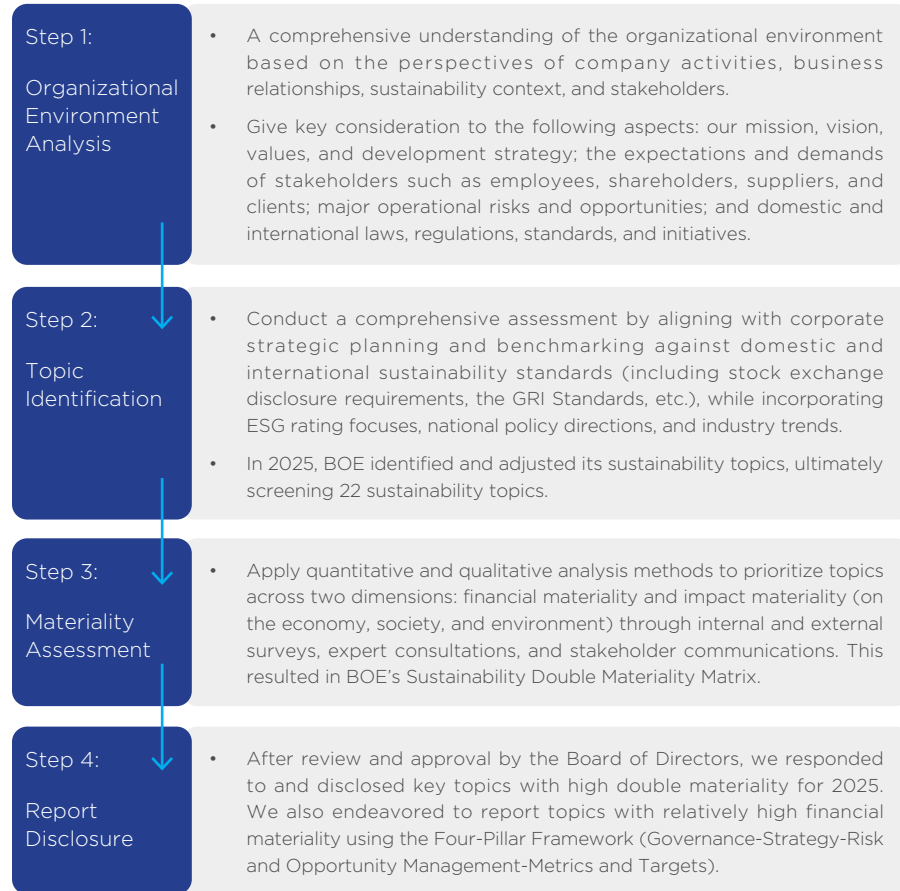 Step 1:
Organizational
Environment
Analysis
• A comprehensive understanding of the organizational environment
based on the perspectives of company activities, business
relationships, sustainability context, and stakeholders.
• Give key consideration to the following aspects: our mission, vision,
values, and development strategy; the expectations and demands
of stakeholders such as employees, shareholders, suppliers, and
clients; major operational risks and opportunities; and domestic and
international laws, regulations, standards, and initiatives.
Step 2:
Topic
Identification
• Conduct a comprehensive assessment by aligning with corporate
strategic planning and benchmarking against domestic and
international sustainability standards (including stock exchange
disclosure requirements, the GRI Standards, etc.), while incorporating
ESG rating focuses, national policy directions, and industry trends.
• In 2025, BOE identified and adjusted its sustainability topics, ultimately
screening 22 sustainability topics.
Step 3:
Materiality
Assessment
• Apply quantitative and qualitative analysis methods to prioritize topics
across two dimensions: financial materiality and impact materiality (on
the economy, society, and environment) through internal and external
surveys, expert consultations, and stakeholder communications. This
resulted in BOE's Sustainability Double Materiality Matrix.
Step 4:
Report
Disclosure
• After review and approval by the Board of Directors, we responded
to and disclosed key topics with high double materiality for 2025.
We also endeavored to report topics with relatively high financial
materiality using the Four-Pillar Framework (Governance-Strategy-Risk
and Opportunity Management-Metrics and Targets).